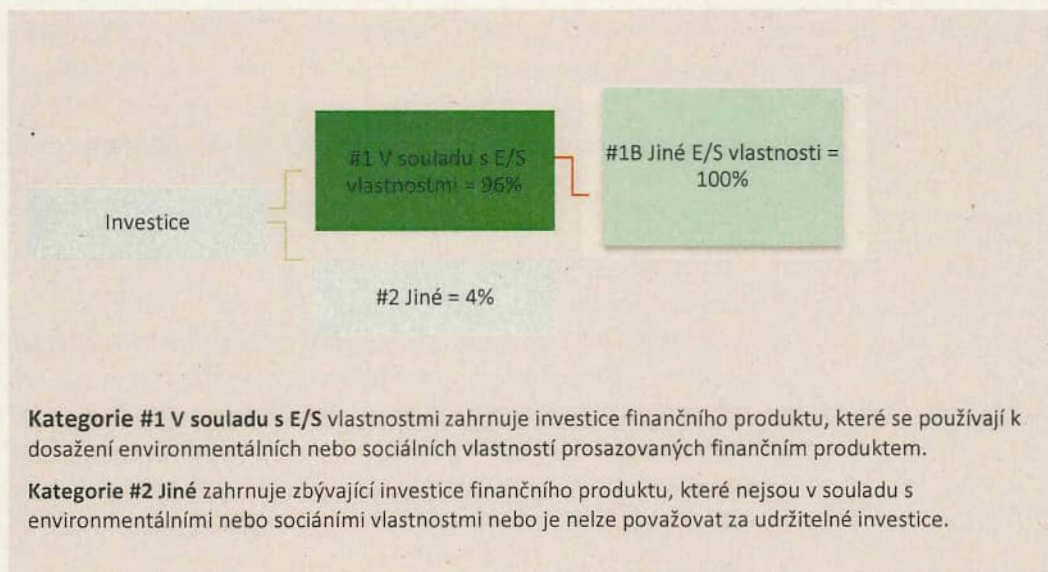 #1 V souladu s E/S
vlastnostmi = 96%
#1B Jiné E/S vlastnosti =
100%
Investice
#2 Jiné = 4%
Kategorie #1 V souladu s E/S vlastnostmi zahrnuje investice finančního produktu, které se používají k
dosažení environmentálních nebo sociálních vlastností prosazovaných finančním produktem.
Kategorie #2 Jiné zahrnuje zbývající investice finančního produktu, které nejsou v souladu s
environmentálními nebo sociáními vlastnostmi nebo je nelze považovat za udržitelné investice.